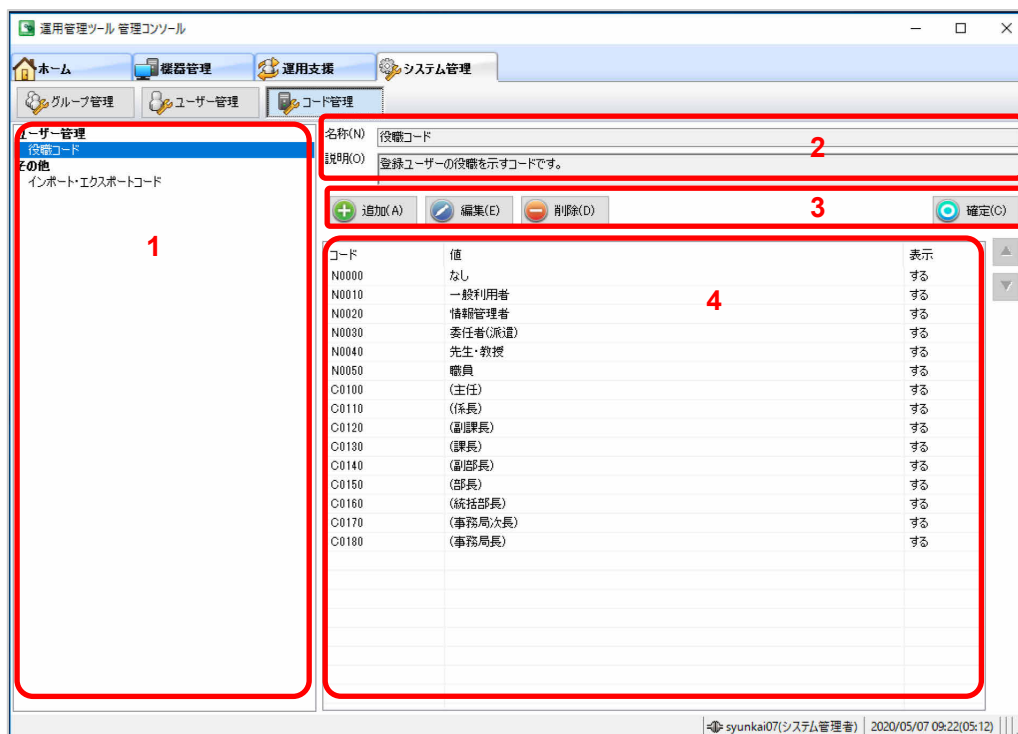 運用管理ツール 管理コンソール
ホーム 機器管理 運用支援 システム管理
グループ管理 ユーザー管理 コード管理
ユーザー管理
役職コード
その他
インポート・エクスポートコード
1
名称(N) 役職コード
説明(O) 登録ユーザーの役職を示すコードです。
2
追加(A) 編集(E) 削除(D) 3 確定(C)
コード 値 表示
N0000 なし する
N0010 一般利用者 する
N0020 情報管理者 する
N0030 委任者(派遣) する
N0040 先生・教授 する
N0050 職員 する
C0100 (主任) する
C0110 (係長) する
C0120 (副課長) する
C0130 (課長) する
C0140 (副部長) する
C0150 (部長) する
C0160 (統括部長) する
C0170 (事務局次長) する
C0180 (事務局長) する
4
syunkai07(システム管理者) 2020/05/07 09:22(05:12)